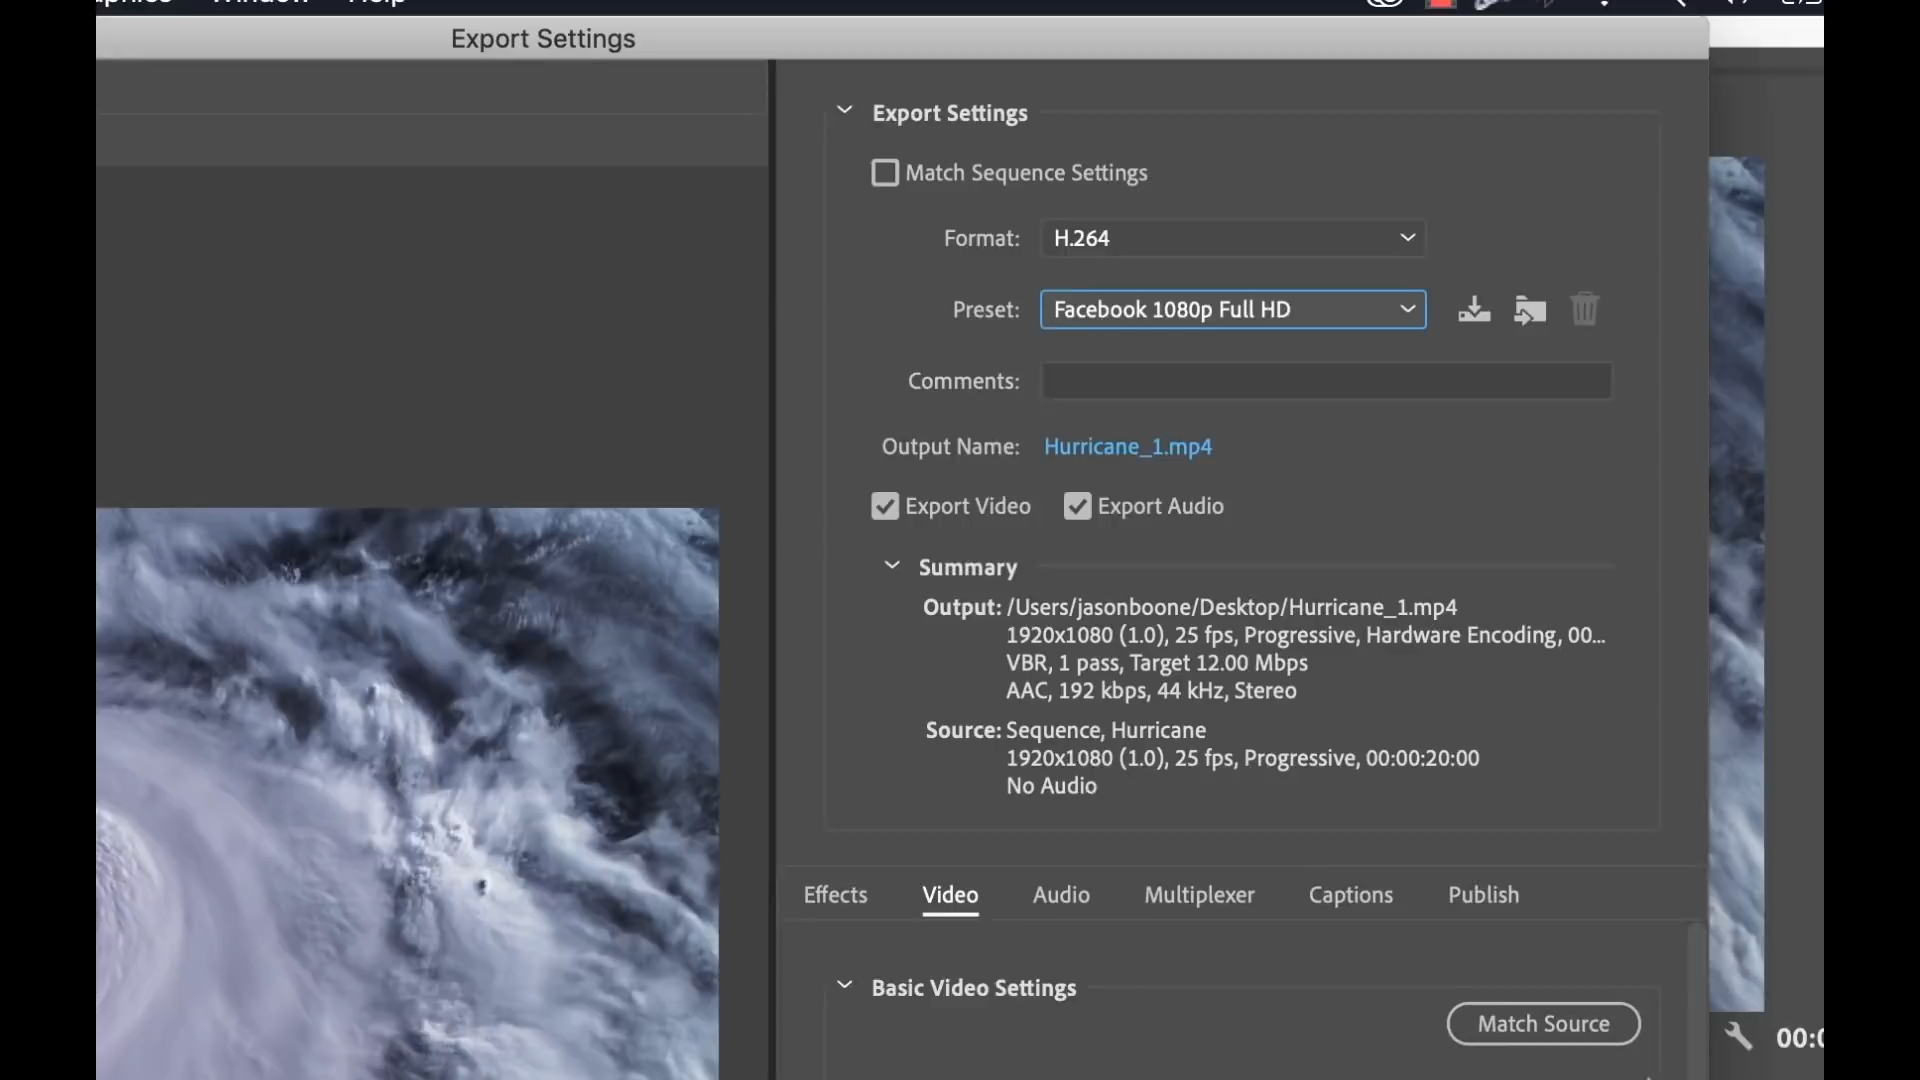 Window Help
Export Settings
Export Settings
Match Sequence Settings
Format: H.264
Preset: Facebook 1080p Full HD
Comments:
Output Name: Hurricane_1.mp4
Export Video Export Audio
Summary
Output: /Users/jasonboone/Desktop/Hurricane_1.mp4
1920x1080 (1.0), 25 fps, Progressive, Hardware Encoding, 00...
VBR, 1 pass, Target 12.00 Mbps
AAC, 192 kbps, 44 kHz, Stereo
Source: Sequence, Hurricane
1920x1080 (1.0), 25 fps, Progressive, 00:00:20:00
No Audio
Effects Video Audio Multiplexer Captions Publish
Basic Video Settings
Match Source